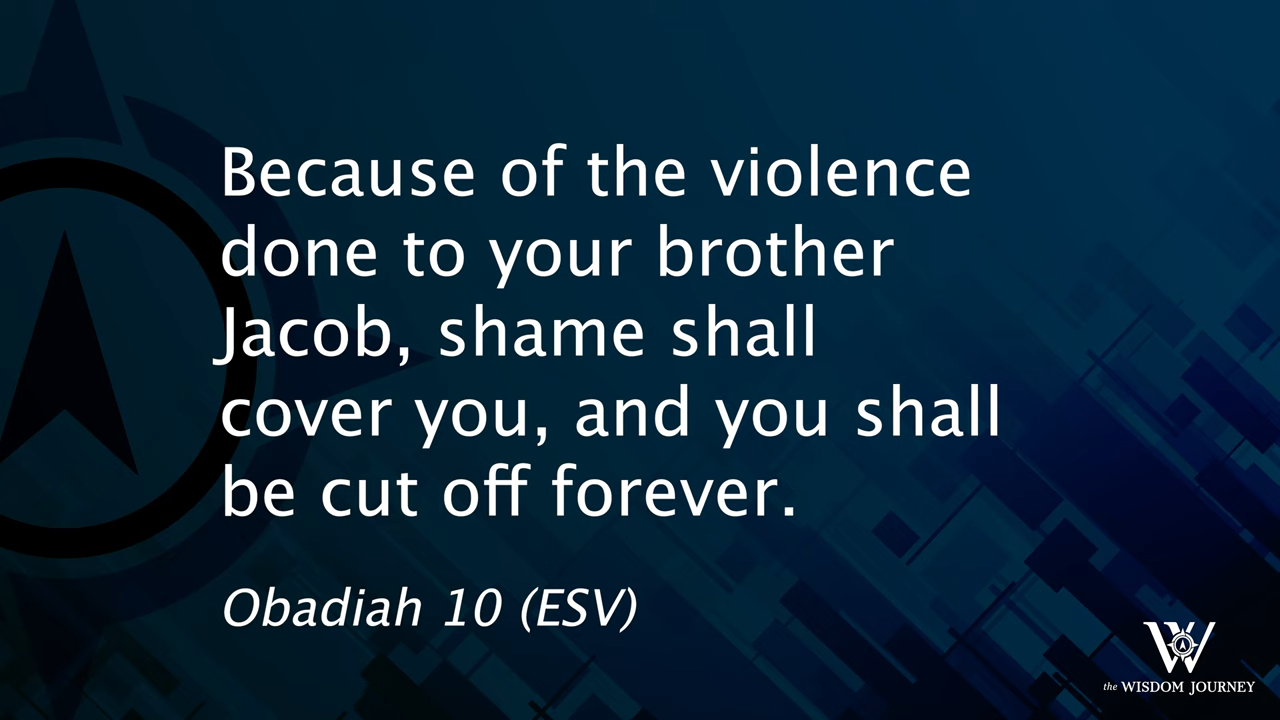 Because of the violence
done to your brother
Jacob, shame shall
cover you, and you shall
be cut off forever.
Obadiah 10 (ESV)
W
the WISDOM JOURNEY